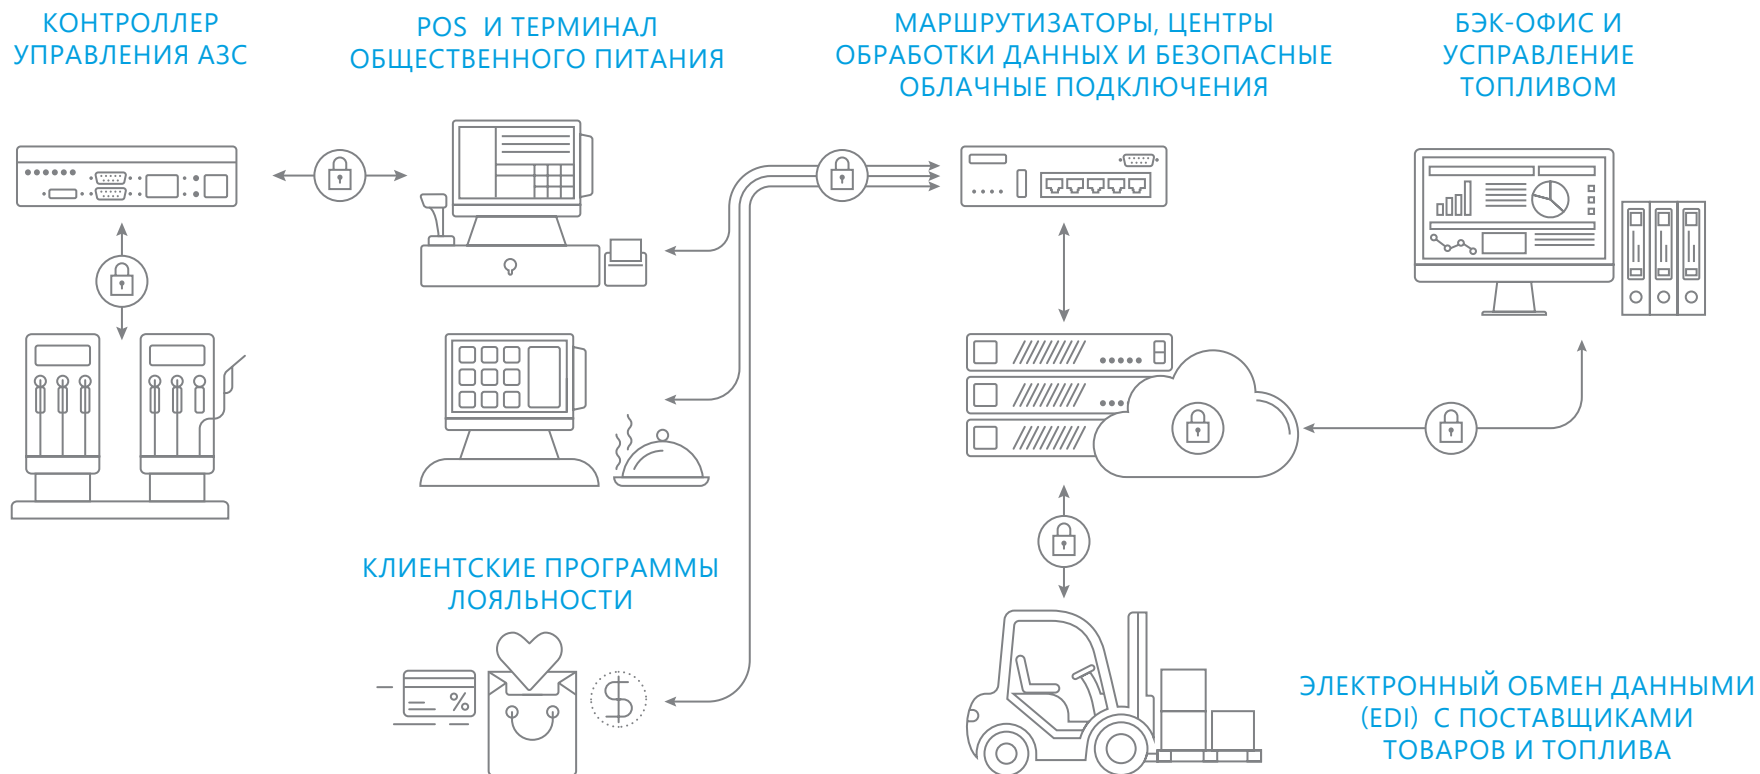 КОНТРОЛЛЕР
УПРАВЛЕНИЯ АЗС
POS И ТЕРМИНАЛ
ОБЩЕСТВЕННОГО ПИТАНИЯ
МАРШРУТИЗАТОРЫ, ЦЕНТРЫ
ОБРАБОТКИ ДАННЫХ И БЕЗОПАСНЫЕ
ОБЛАЧНЫЕ ПОДКЛЮЧЕНИЯ
БЭК-ОФИС И
УСПРАВЛЕНИЕ
ТОПЛИВОМ
КЛИЕНТСКИЕ ПРОГРАММЫ
ЛОЯЛЬНОСТИ
%
$
ЭЛЕКТРОННЫЙ ОБМЕН ДАННЫМИ
(EDI) С ПОСТАВЩИКАМИ
ТОВАРОВ И ТОПЛИВА